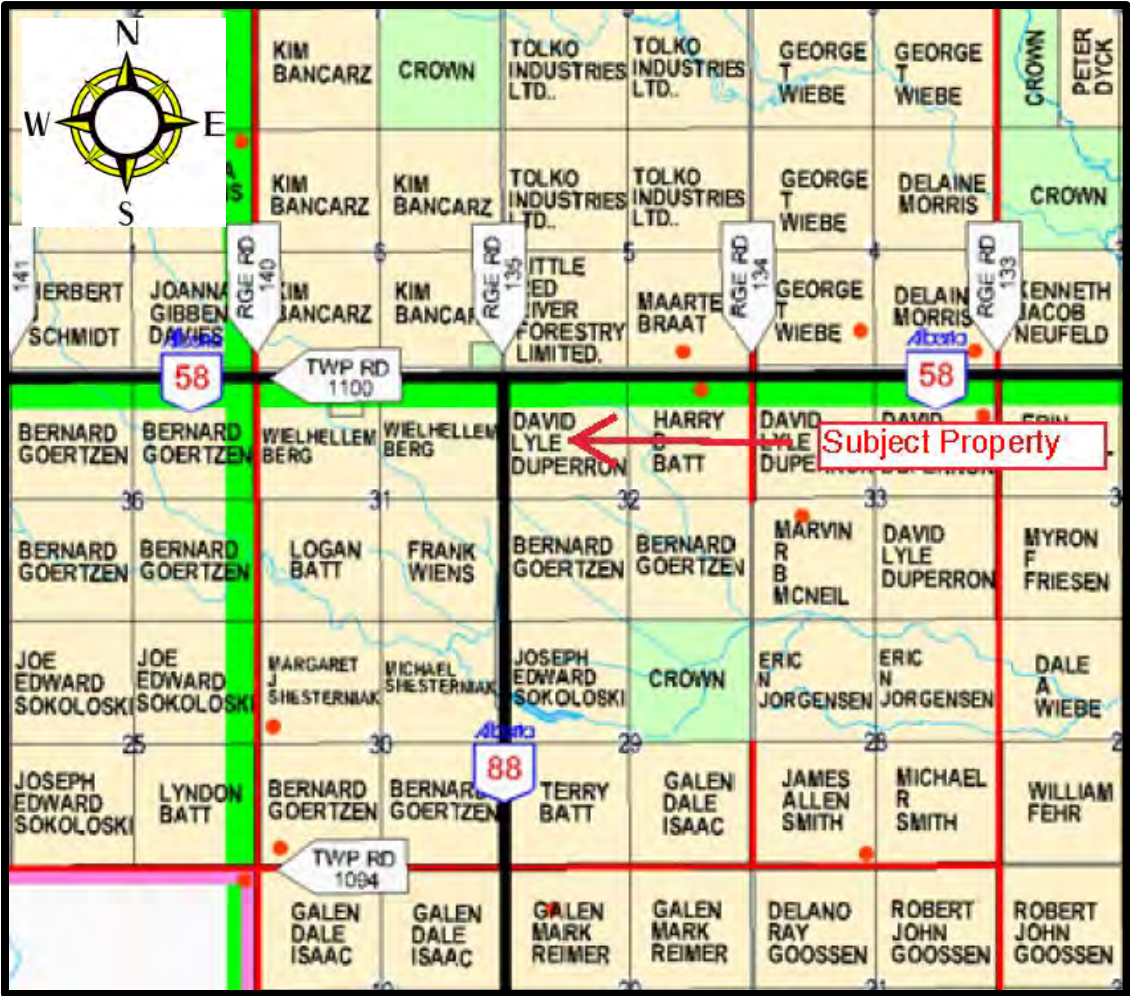 N
W
E
S
KIM
BANCARZ
CROWN
TOLKO
INDUSTRIES
LTD..
TOLKO
INDUSTRIES
LTD..
GEORGE
T
WIEBE
GEORGE
T
WIEBE
CROWN
PETER
DYCK
KIM
BANCARZ
KIM
BANCARZ
TOLKO
INDUSTRIES
LTD..
TOLKO
INDUSTRIES
LTD..
GEORGE
T
WIEBE
DELAINE
MORRIS
CROWN
141
RGE RD
140
6
RGE RD
135
5
RGE RD
134
4
RGE RD
133
SCHMIDT
JOANNA
GIBBEN
DAVIES
KIM
BANCARZ
KIM
RIVER
FORESTRY
LIMITED.
BRAAT
GEORGE
T
WIEBE
KENNETH
JACOB
NEUFELD
Alberta
58
TWP RD
1100
Alberta
58
BERNARD
GOERTZEN
BERNARD
GOERTZEN
WIELHELLEM
BERG
WIELHELLEM
BERG
DAVID
LYLE
DUPERRON
HARRY
BATT
DAVID
LYLE
Subject Property
36
31
32
33
BERNARD
GOERTZEN
BERNARD
GOERTZEN
LOGAN
BATT
FRANK
WIENS
BERNARD
GOERTZEN
BERNARD
GOERTZEN
MARVIN
R
B
MCNEIL
DAVID
LYLE
DUPERRON
MYRON
F
FRIESEN
JOE
EDWARD
SOKOLOSKI
JOE
EDWARD
SOKOLOSKI
MARGARET
J
SHESTERNIAK
MICHAEL
SHESTERNIAK
JOSEPH
EDWARD
SOKOLOSKI
CROWN
ERIC
N
JORGENSEN
ERIC
N
JORGENSEN
DALE
A
WIEBE
25
30
Alberta
88
29
28
JOSEPH
EDWARD
SOKOLOSKI
LYNDON
BATT
BERNARD
GOERTZEN
BERNARD
GOERTZEN
TERRY
BATT
GALEN
DALE
ISAAC
JAMES
ALLEN
SMITH
MICHAEL
R
SMITH
WILLIAM
FEHR
TWP RD
1094
GALEN
DALE
ISAAC
GALEN
DALE
ISAAC
GALEN
MARK
REIMER
GALEN
MARK
REIMER
DELANO
RAY
GOOSSEN
ROBERT
JOHN
GOOSSEN
ROBERT
JOHN
GOOSSEN